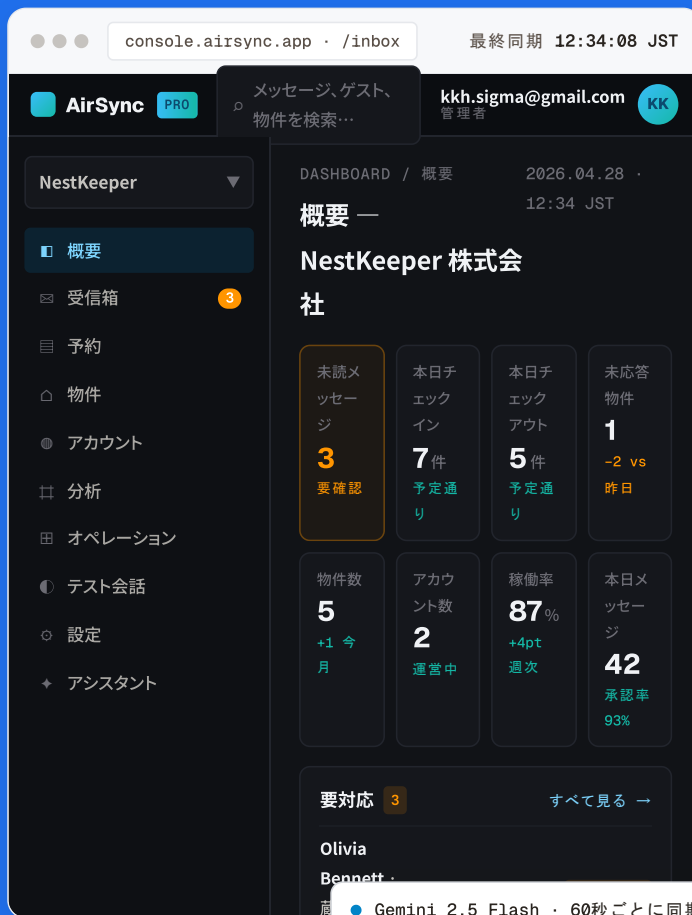 console.airsync.app · /inbox
最終同期 12:34:08 JST
AirSync PRO
メッセージ、ゲスト、
物件を検索…
kkh.sigma@gmail.com
管理者
KK
NestKeeper ▼
概要
受信箱 3
予約
物件
アカウント
分析
オペレーション
テスト会話
設定
アシスタント
DASHBOARD / 概要
2026.04.28 ·
12:34 JST
概要 —
NestKeeper 株式会
社
未読メ
ッセー
ジ
3
要確認
本日チ
ェック
イン
7件
予定通
り
本日チ
ェック
アウト
5件
予定通
り
未応答
物件
1
−2 vs
昨日
物件数
5
+1 今
月
アカウ
ント数
2
運営中
稼働率
87%
+4pt
週次
本日メ
ッセー
ジ
42
承認率
93%
要対応 3
すべて見る →
Olivia
Bennett ·
Gemini 2.5 Flash · 60秒ごとに同期